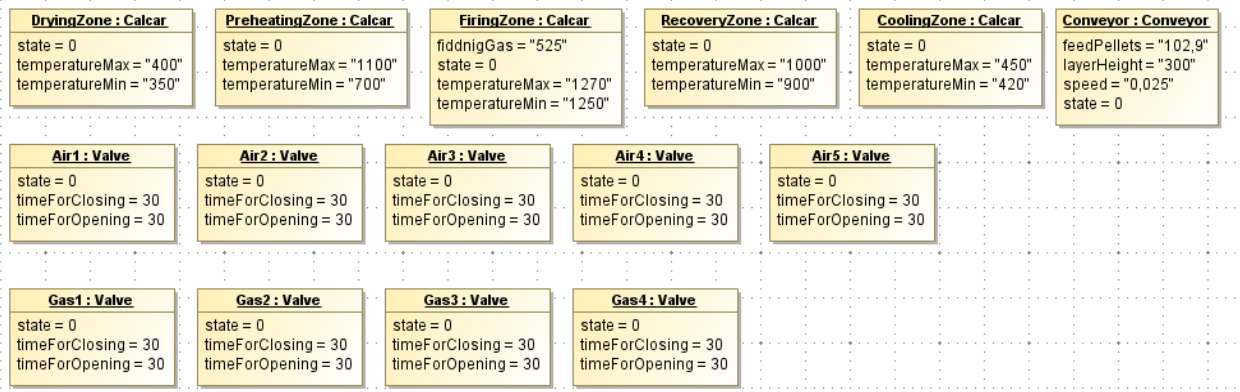 DryingZone : Calcar
state = 0
temperatureMax = "400"
temperatureMin = "350"
PreheatingZone : Calcar
state = 0
temperatureMax = "1100"
temperatureMin = "700"
FiringZone : Calcar
fiddnigGas = "525"
state = 0
temperatureMax = "1270"
temperatureMin = "1250"
RecoveryZone : Calcar
state = 0
temperatureMax = "1000"
temperatureMin = "900"
CoolingZone : Calcar
state = 0
temperatureMax = "450"
temperatureMin = "420"
Conveyor : Conveyor
feedPellets = "102,9"
layerHeight = "300"
speed = "0,025"
state = 0
Air1 : Valve
state = 0
timeForClosing = 30
timeForOpening = 30
Air2 : Valve
state = 0
timeForClosing = 30
timeForOpening = 30
Air3 : Valve
state = 0
timeForClosing = 30
timeForOpening = 30
Air4 : Valve
state = 0
timeForClosing = 30
timeForOpening = 30
Air5 : Valve
state = 0
timeForClosing = 30
timeForOpening = 30
Gas1 : Valve
state = 0
timeForClosing = 30
timeForOpening = 30
Gas2 : Valve
state = 0
timeForClosing = 30
timeForOpening = 30
Gas3 : Valve
state = 0
timeForClosing = 30
timeForOpening = 30
Gas4 : Valve
state = 0
timeForClosing = 30
timeForOpening = 30